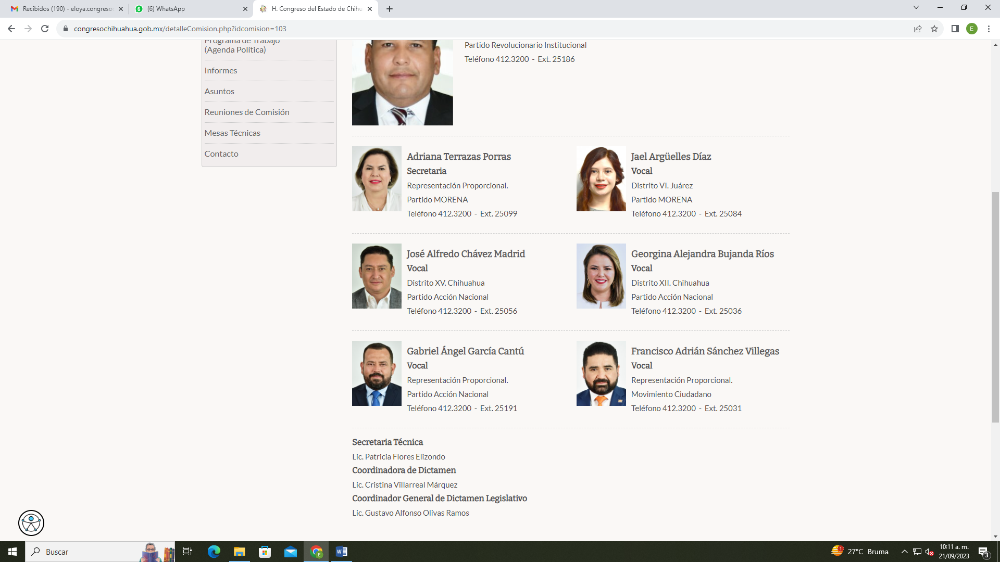 Recibidos (190) - eloya.congreso
(6) WhatsApp
H. Congreso del Estado de Chihu
congresochihuahua.gob.mx/detalleComision.php?idcomision=103
E
Programa de Trabajo
(Agenda Política)
Informes
Asuntos
Reuniones de Comisión
Mesas Técnicas
Contacto
Partido Revolucionario Institucional
Teléfono 412.3200 - Ext. 25186
Adriana Terrazas Porras
Secretaria
Representación Proporcional.
Partido MORENA
Teléfono 412.3200 - Ext. 25099
Jael Argüelles Díaz
Vocal
Distrito VI. Juárez
Partido MORENA
Teléfono 412.3200 - Ext. 25084
José Alfredo Chávez Madrid
Vocal
Distrito XV. Chihuahua
Partido Acción Nacional
Teléfono 412.3200 - Ext. 25056
Georgina Alejandra Bujanda Ríos
Vocal
Distrito XII. Chihuahua
Partido Acción Nacional
Teléfono 412.3200 - Ext. 25036
Gabriel Ángel García Cantú
Vocal
Representación Proporcional.
Partido Acción Nacional
Teléfono 412.3200 - Ext. 25191
Francisco Adrián Sánchez Villegas
Vocal
Representación Proporcional.
Movimiento Ciudadano
Teléfono 412.3200 - Ext. 25031
Secretaria Técnica
Lic. Patricia Flores Elizondo
Coordinadora de Dictamen
Lic. Cristina Villarreal Márquez
Coordinador General de Dictamen Legislativo
Lic. Gustavo Alfonso Olivas Ramos
Buscar
27°C Bruma
10:11 a. m.
21/09/2023
3